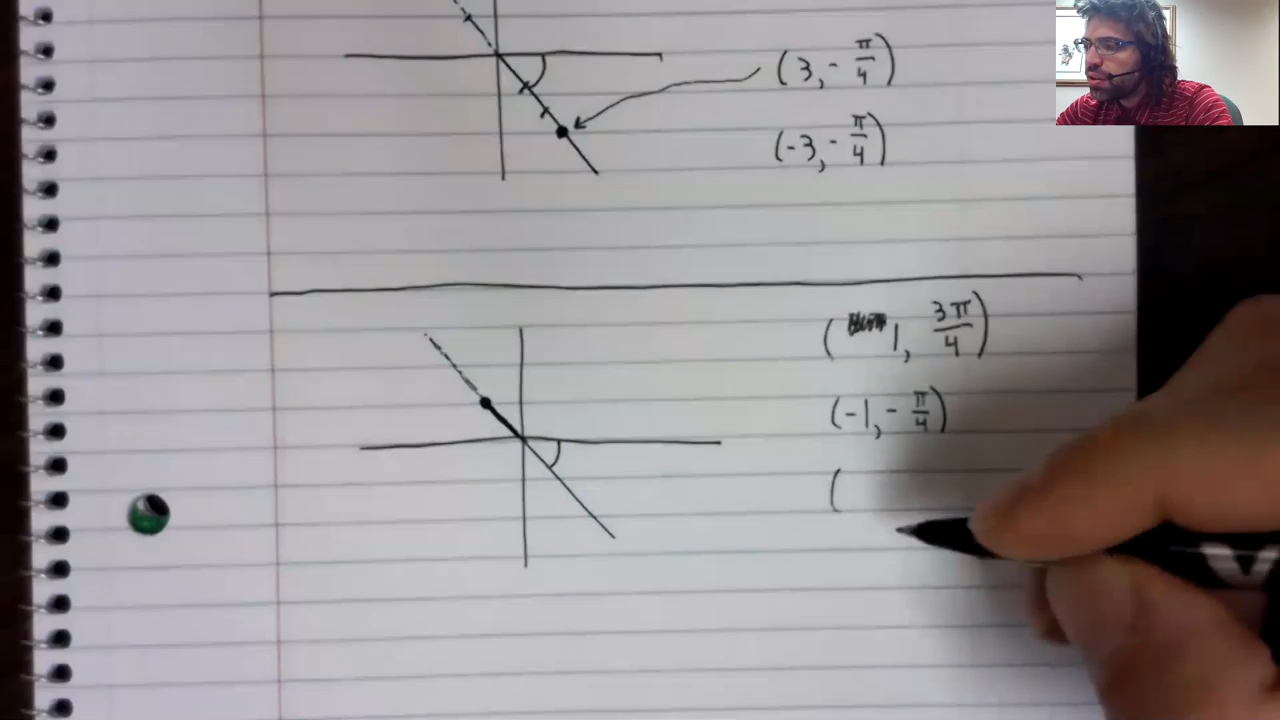 (3, -π/4)
(-3, -π/4)
(1, 3π/4)
(-1, -π/4)
(